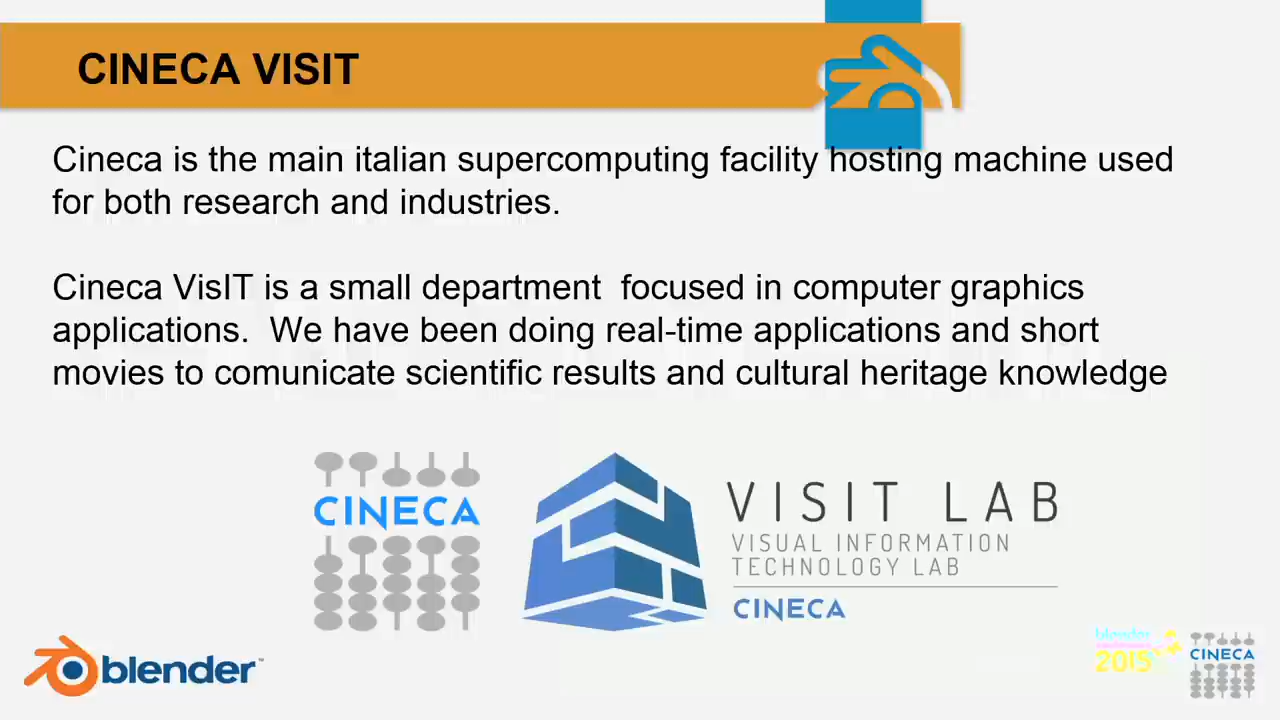 CINECA VISIT
Cineca is the main italian supercomputing facility hosting machine used
for both research and industries.
Cineca VisIT is a small department  focused in computer graphics
applications.  We have been doing real-time applications and short
movies to comunicate scientific results and cultural heritage knowledge
CINECA
VISIT LAB
VISUAL INFORMATION
TECHNOLOGY LAB
CINECA
blender™
blender
2015
CINECA